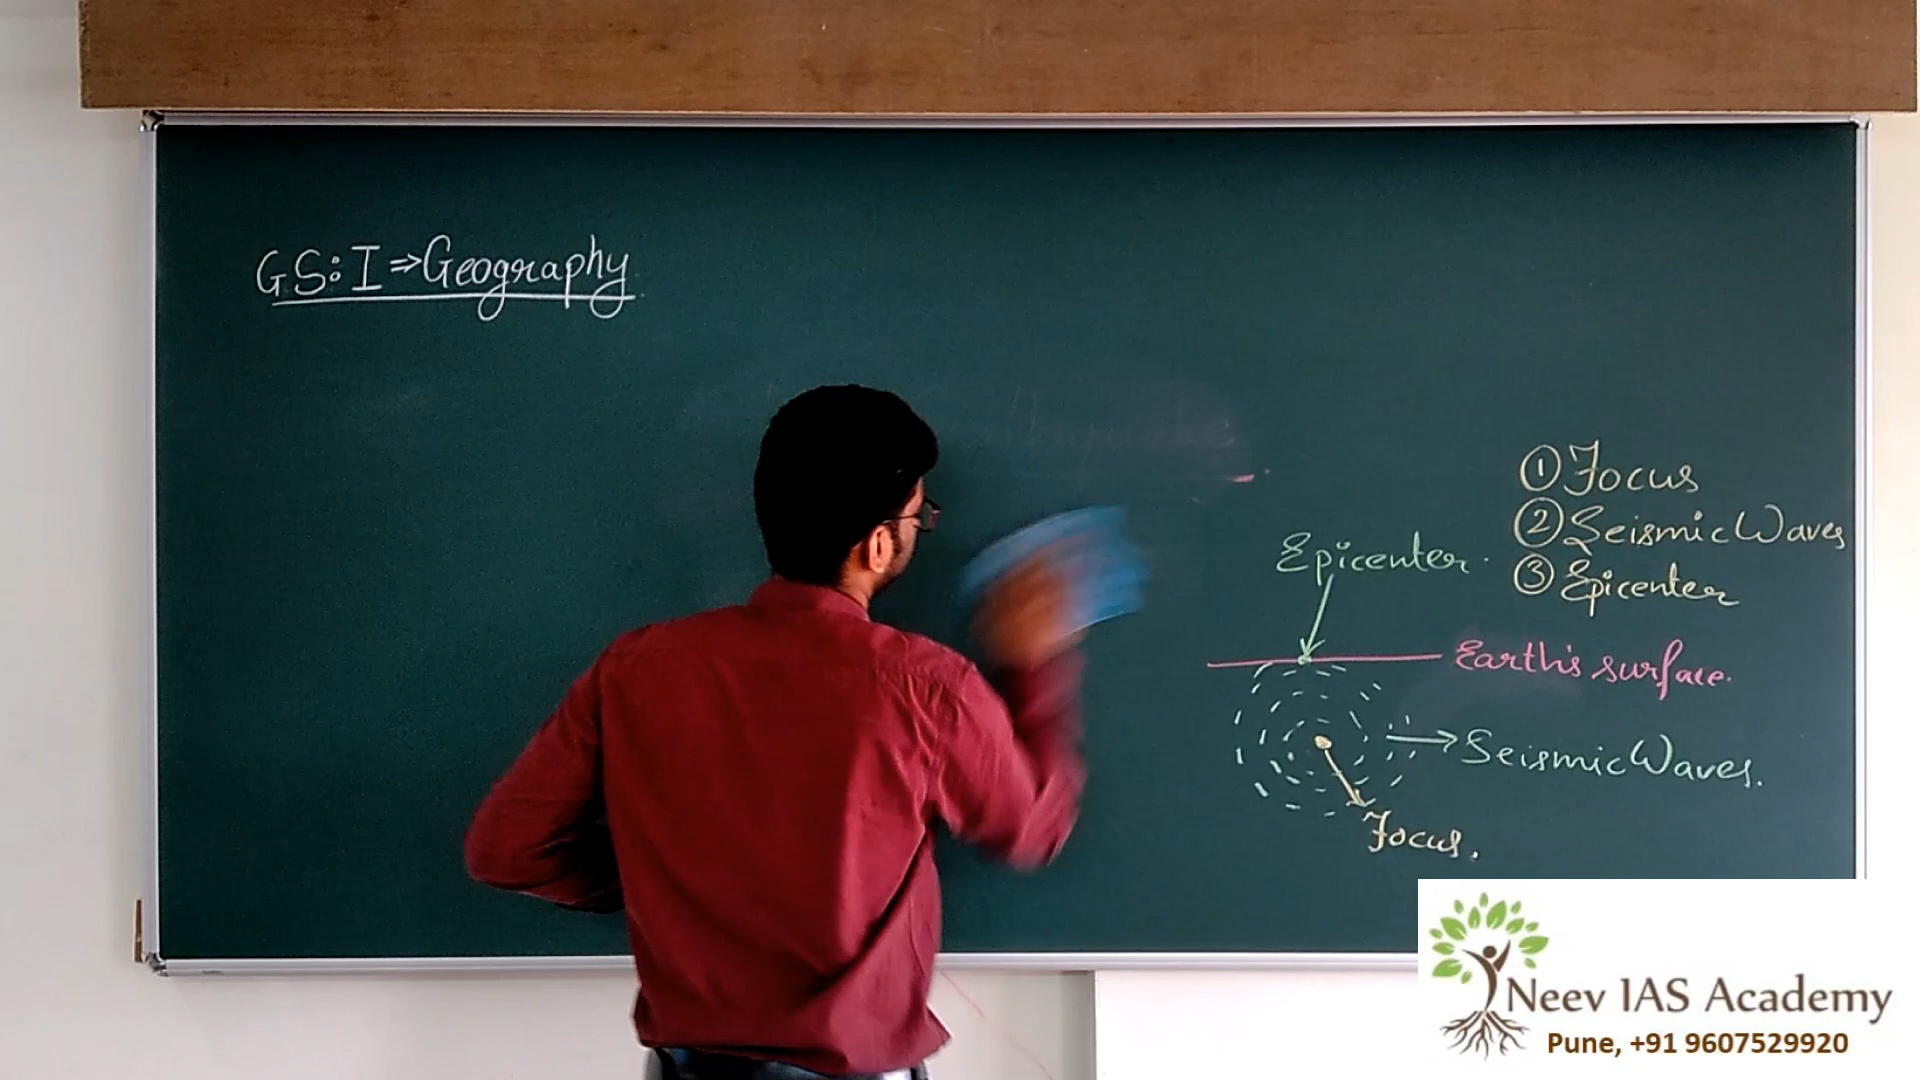 GS:I ⇒ Geography
① Focus
② Seismic Waves
③ Epicenter
Epicenter.
Earth's surface.
Seismic Waves.
Focus.
Neev IAS Academy
Pune, +91 9607529920